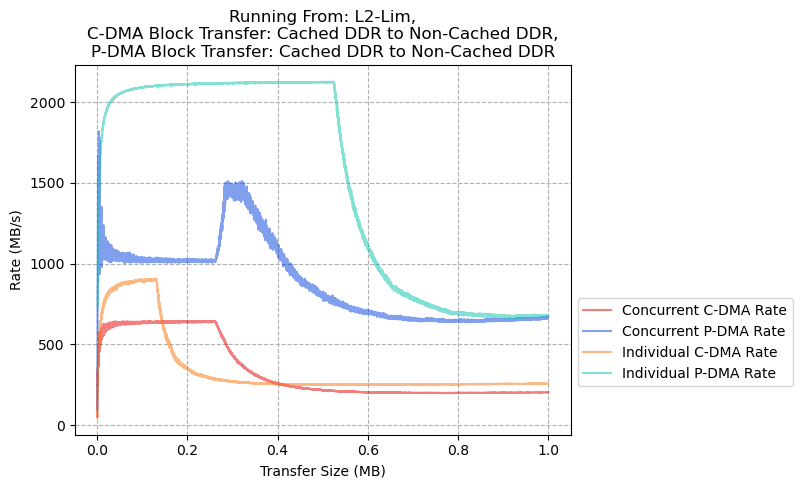 Running From: L2-Lim,
C-DMA Block Transfer: Cached DDR to Non-Cached DDR,
P-DMA Block Transfer: Cached DDR to Non-Cached DDR
Rate (MB/s)
2000
1500
1000
500
0
0.0 0.2 0.4 0.6 0.8 1.0
Transfer Size (MB)
Concurrent C-DMA Rate
Concurrent P-DMA Rate
Individual C-DMA Rate
Individual P-DMA Rate